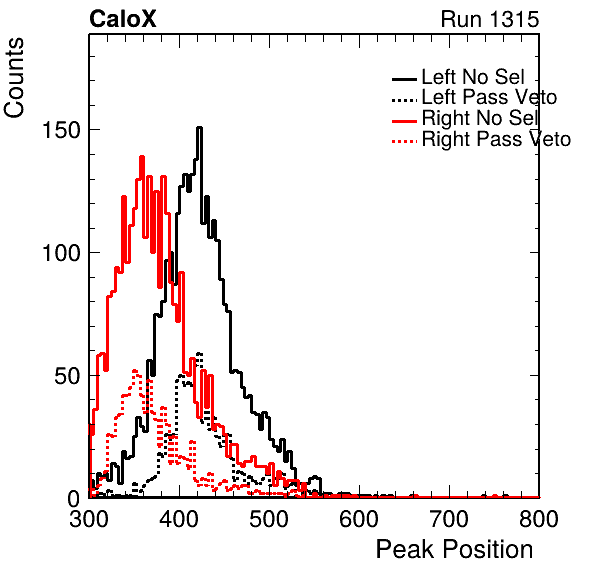 CaloX Run 1315
Counts
Left No Sel
Left Pass Veto
Right No Sel
Right Pass Veto
150
100
50
0
300 400 500 600 700 800
Peak Position